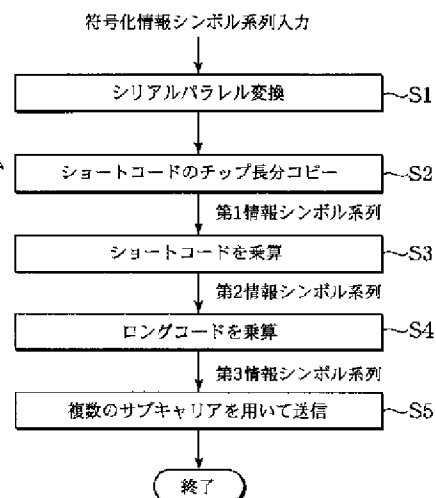 符号化情報シンボル系列入力
シリアルパラレル変換 S1
ショートコードのチップ長分コピー S2
第1情報シンボル系列
ショートコードを乗算 S3
第2情報シンボル系列
ロングコードを乗算 S4
第3情報シンボル系列
複数のサブキャリアを用いて送信 S5
終了